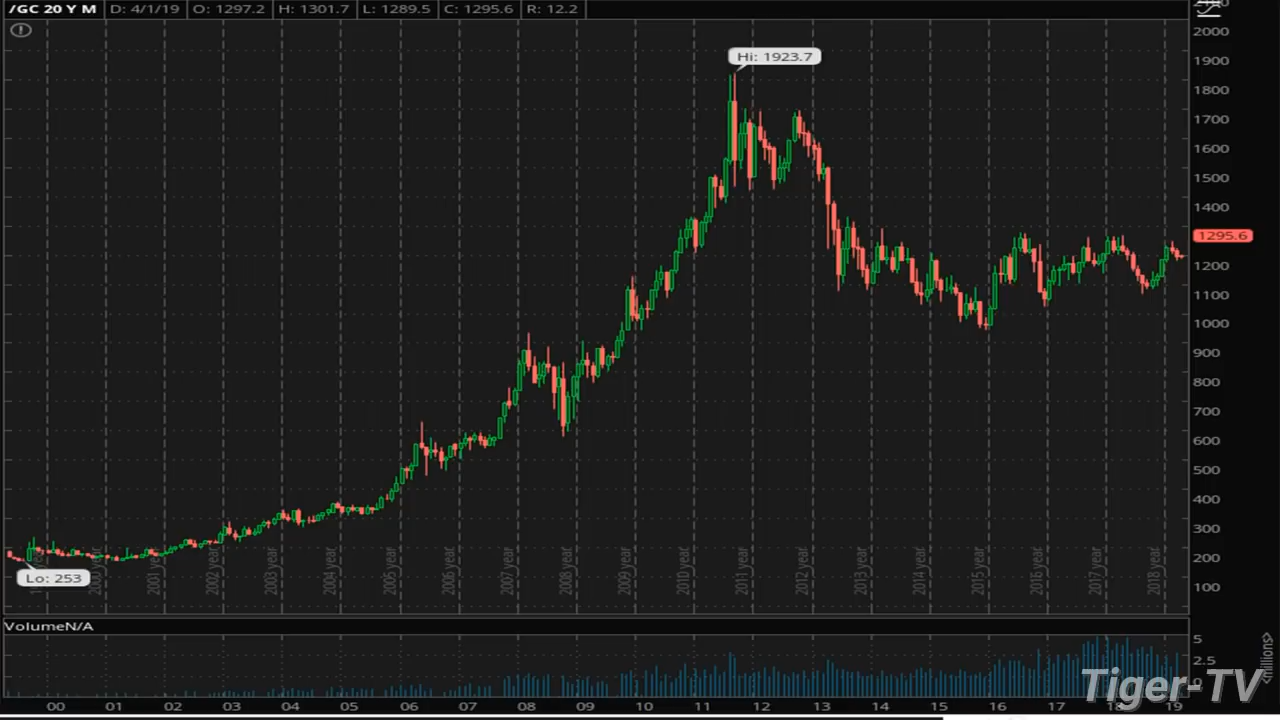 /GC 20 Y M D: 4/1/19 O: 1297.2 H: 1301.7 L: 1289.5 C: 1295.6 R: 12.2
2000
Hi: 1923.7
1900
1800
1700
1600
1500
1400
1295.6
1200
1100
1000
900
800
700
600
500
400
300
200
Lo: 253
100
2001 year
2002 year
2003 year
2004 year
2005 year
2006 year
2007 year
2008 year
2009 year
2010 year
2011 year
2012 year
2013 year
2014 year
2015 year
2016 year
2017 year
2018 year
VolumeN/A
5
2.5
0
<millions>
Tiger-TV
00 01 02 03 04 05 06 07 08 09 10 11 12 13 14 15 16 17 18 19